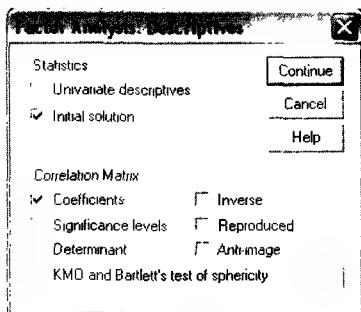 Factor Analysis: Descriptives
Statistics
Univariate descriptives
Initial solution
Continue
Cancel
Help
Correlation Matrix
Coefficients
Inverse
Significance levels
Reproduced
Determinant
Anti-image
KMO and Bartlett's test of sphericity